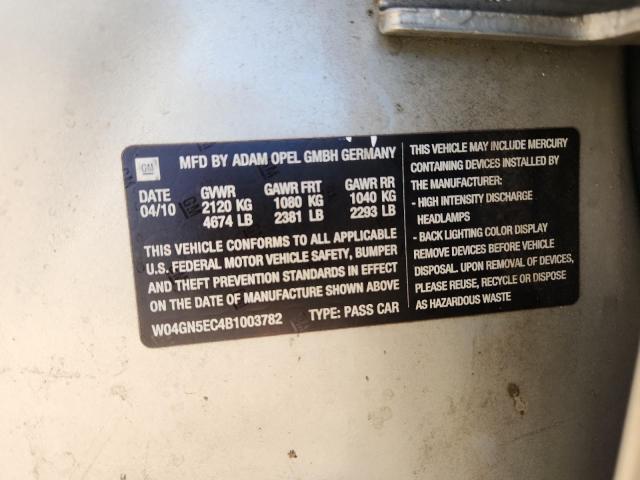 GM
MFD BY ADAM OPEL GMBH GERMANY
DATE GVWR GAWR FRT GAWR RR
04/10 2120 KG 1080 KG 1040 KG
4674 LB 2381 LB 2293 LB
THIS VEHICLE CONFORMS TO ALL APPLICABLE
U.S. FEDERAL MOTOR VEHICLE SAFETY, BUMPER
AND THEFT PREVENTION STANDARDS IN EFFECT
ON THE DATE OF MANUFACTURE SHOWN ABOVE
W04GN5EC4B1003782 TYPE: PASS CAR
THIS VEHICLE MAY INCLUDE MERCURY
CONTAINING DEVICES INSTALLED BY
THE MANUFACTURER:
- HIGH INTENSITY DISCHARGE
HEADLAMPS
- BACK LIGHTING COLOR DISPLAY
REMOVE DEVICES BEFORE VEHICLE
DISPOSAL. UPON REMOVAL OF DEVICES,
PLEASE REUSE, RECYCLE OR DISPOSE
AS HAZARDOUS WASTE